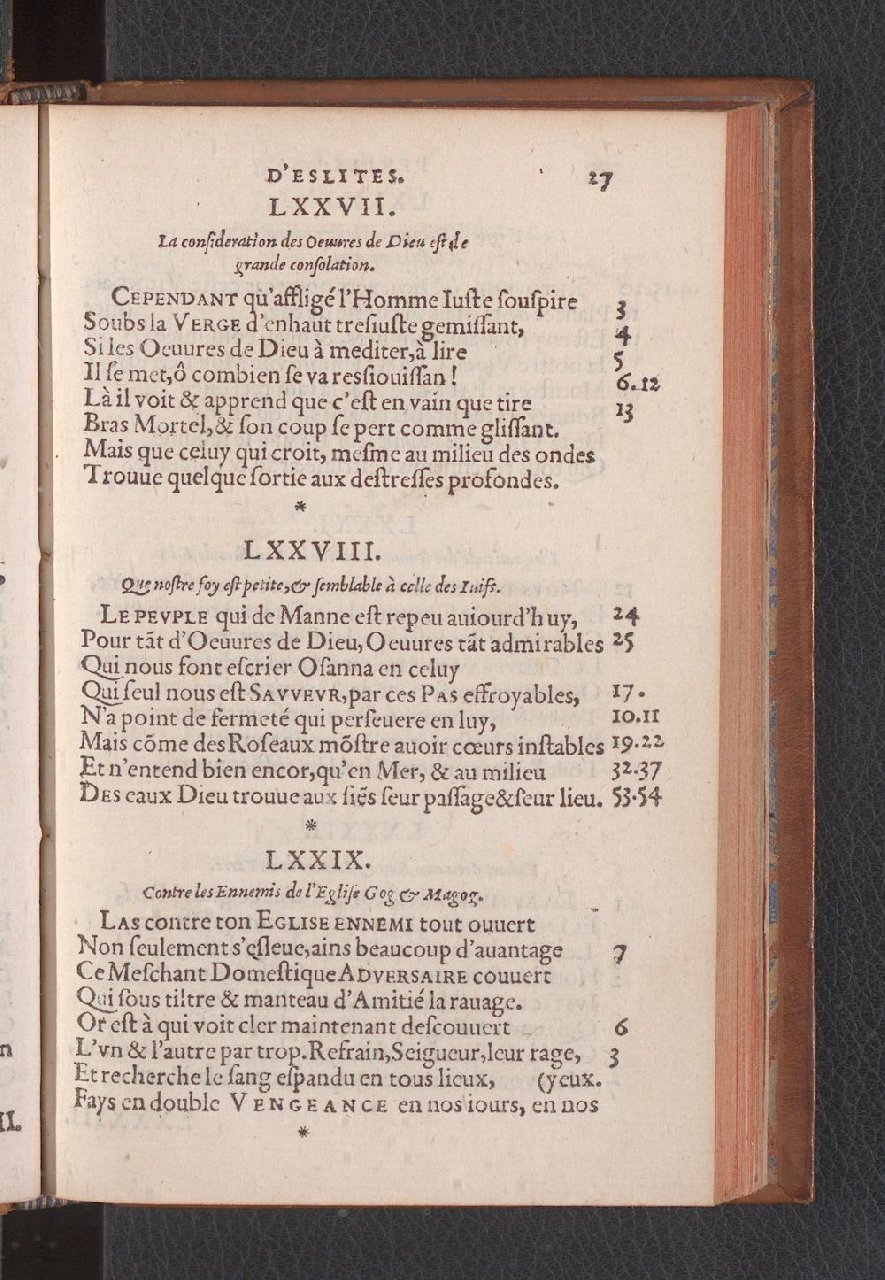 D'ESLITES. 27
LXXVII.
La conſideration des Oeuures de Dieu eſt de
grande conſolation.
CEPENDANT qu'affligé l'Homme Iuſte ſouſpire 3
Soubs la VERGE d'enhaut treſiuſte gemiſſant, 4
Si les Oeuures de Dieu à mediter,à lire 5
Il ſe met,ô combien ſe va resſiouiſſan ! 6.12
Là il voit & apprend que c'eſt en vain que tire 13
Bras Mortel,& ſon coup ſe pert comme gliſſant.
Mais que celuy qui croit, meſme au milieu des ondes
Trouue quelque ſortie aux deſtreſſes profondes.
*
LXXVIII.
Que noſtre foy eſt petite,& ſemblable à celle des Iuifs.
LE PEVPLE qui de Manne eſt repeu auiourd'huy, 24
Pour tãt d'Oeuures de Dieu, Oeuures tãt admirables 25
Qui nous font eſcrier Oſanna en celuy
Qui ſeul nous eſt SAVVEVR,par ces PAS effroyables, 17.
N'a point de fermeté qui perſeuere en luy, 10.11
Mais cõme des Roſeaux mõſtre auoir cœurs inſtables 19.22
Et n'entend bien encor,qu'en Mer, & au milieu 32.37
DES eaux Dieu trouue aux ſiẽs ſeur paſſage&ſeur lieu. 53.54
*
LXXIX.
Contre les Ennemis de l'Egliſe Gog & Magog.
LAS contre ton EGLISE ENNEMI tout ouuert
Non ſeulement s'eſleue,ains beaucoup d'auantage 7
Ce Meſchant Domeſtique ADVERSAIRE couuert
Qui ſous tiltre & manteau d'Amitié la rauage.
Or eſt à qui voit cler maintenant deſcouuert 6
L'vn & l'autre par trop.Refrain,Seigueur,leur rage, 3
Et recherche le ſang eſpandu en tous lieux, (yeux.
Fays en double VENGEANCE en nos iours, en nos
*